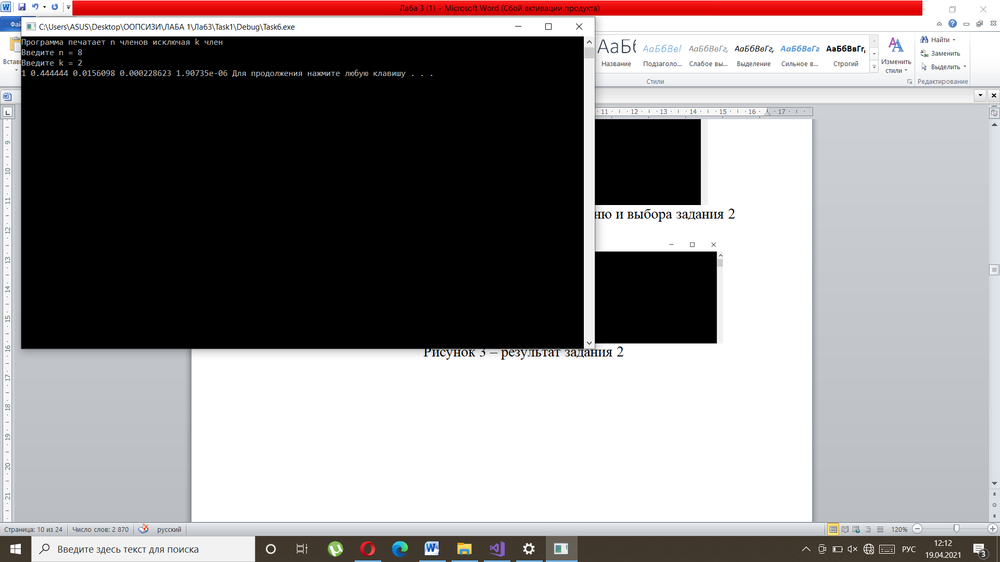 Лаба 3 (1) - Microsoft Word (Сбой активации продукта)
C:\Users\ASUS\Desktop\ООПСИЗИ\ЛАБА 1\Лаб3\Task1\Debug\Task6.exe
Программа печатает n членов исключая k член
Введите n = 8
Введите k = 2
1 0.444444 0.0156098 0.000228623 1.90735e-06 Для продолжения нажмите любую клавишу . . .
АаБб АаБбВвГ АаБбВвГг, АаБбВвГг, АаБбВвГг АаБбВвГг,
Название Подзаголо... Слабое вы... Выделение Сильное в... Строгий
Изменить стили
Найти
Заменить
Выделить
Стили
Редактирование
11 12 13 14 15 16 17
9
10
11
12
13
14
15
16
17
18
19
20
21
ню и выбора задания 2
Рисунок 3 – результат задания 2
Страница: 10 из 24 Число слов: 2 870 русский 120%
Введите здесь текст для поиска
РУС
12:12
19.04.2021
3